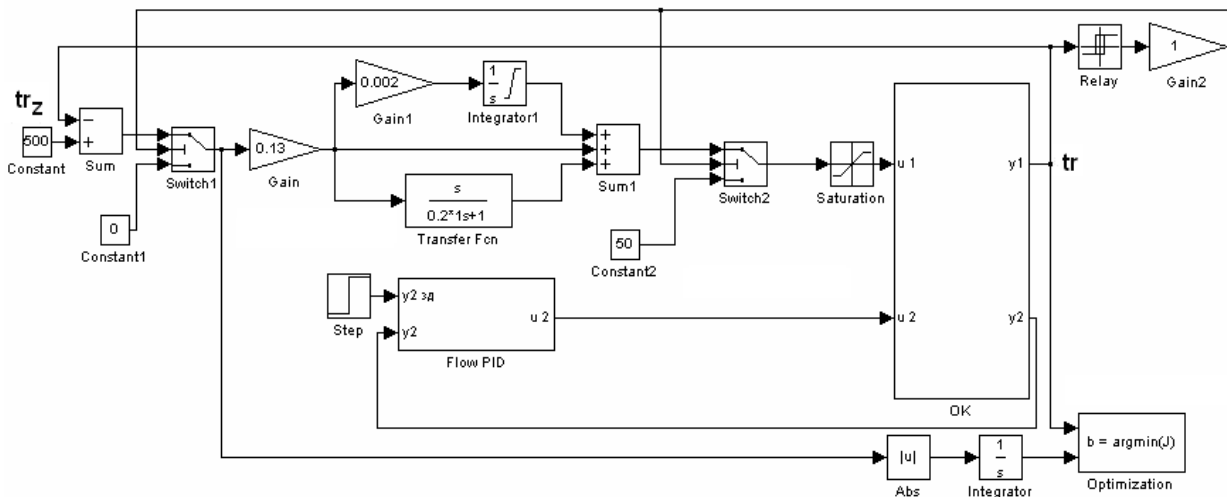 tr_z
500
Constant
−
+
Sum
Switch1
0
Constant1
0.13
Gain
0.002
Gain1
1
s
Integrator1
s
0.2*1s+1
Transfer Fcn
+
+
+
Sum1
50
Constant2
Switch2
Saturation
Step
y2 зд
y2
u 2
Flow PID
u 1
u 2
y1
y2
OK
tr
Relay
1
Gain2
|u|
Abs
1
s
Integrator
b = argmin(J)
Optimization